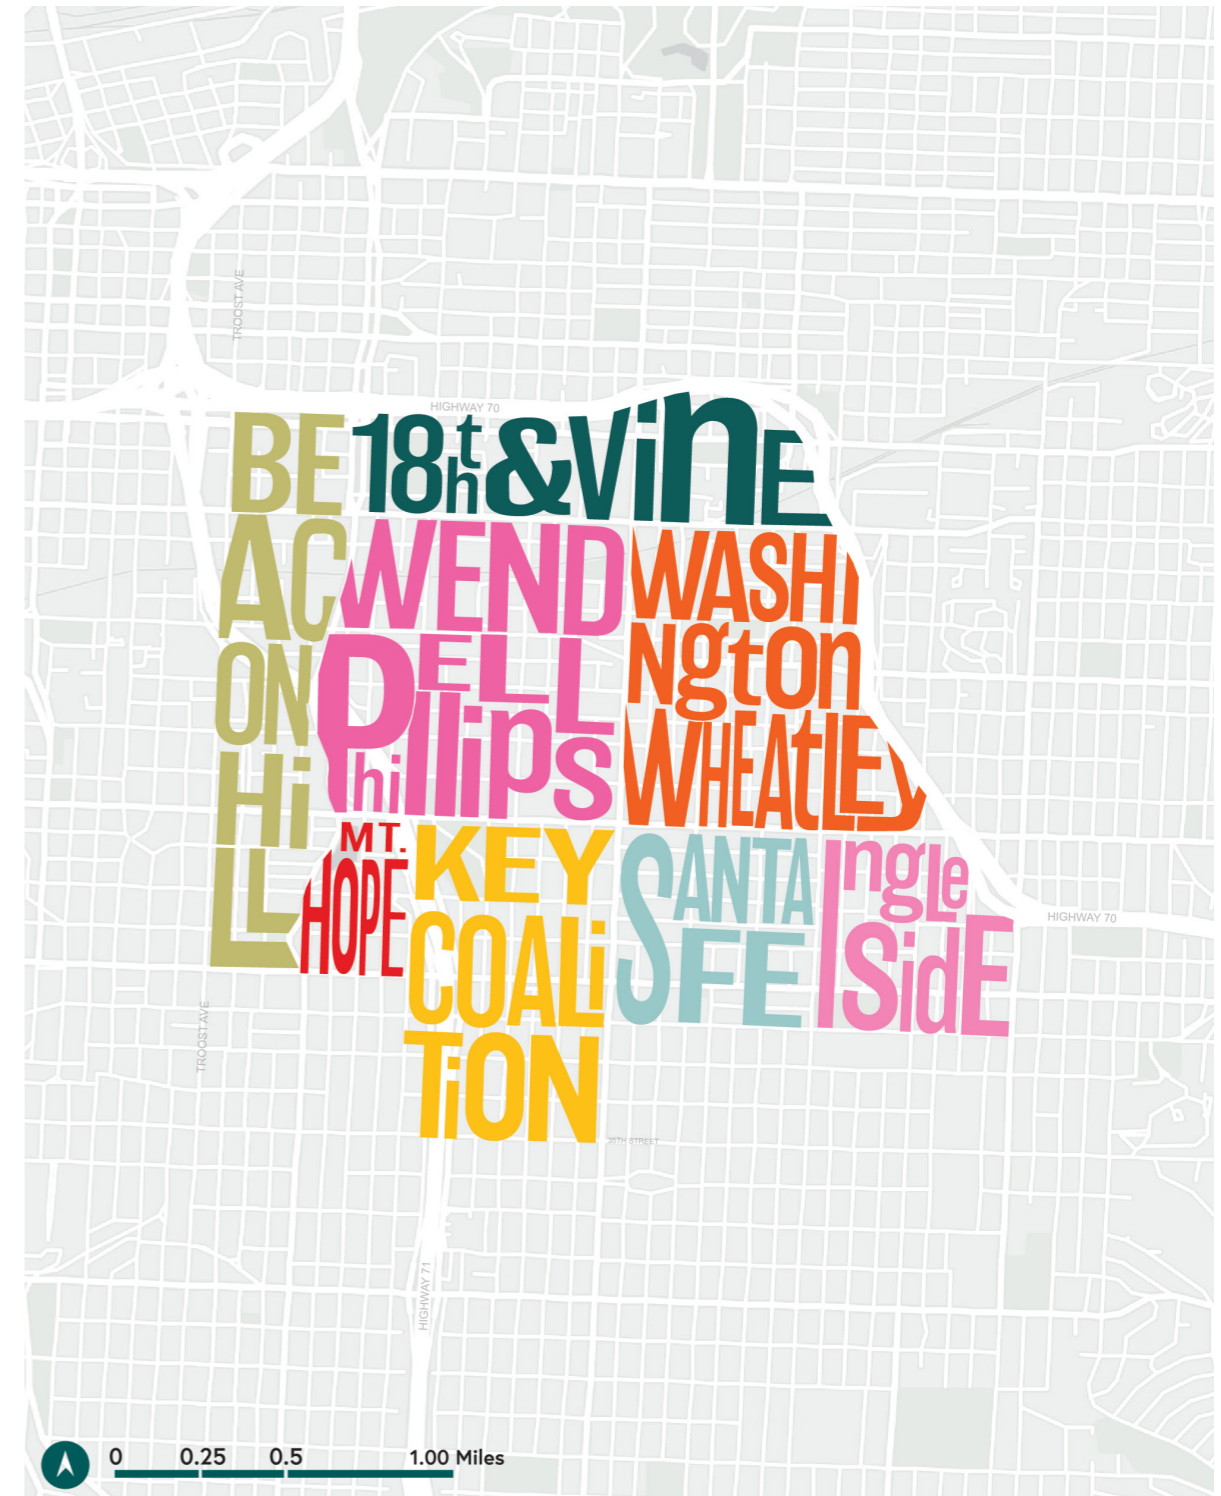 TROOST AVE
HIGHWAY 70
BE
AC
ON
Hi
LL
18th&ViNE
WEND
PELL
hillips
WASHI
Ngton
WHEAtLEY
MT.
HOPE
KEY
COALi
TiON
SANTA
FE
Ingle
SidE
HIGHWAY 70
TROOST AVE
35TH STREET
HIGHWAY 71
0 0.25 0.5 1.00 Miles